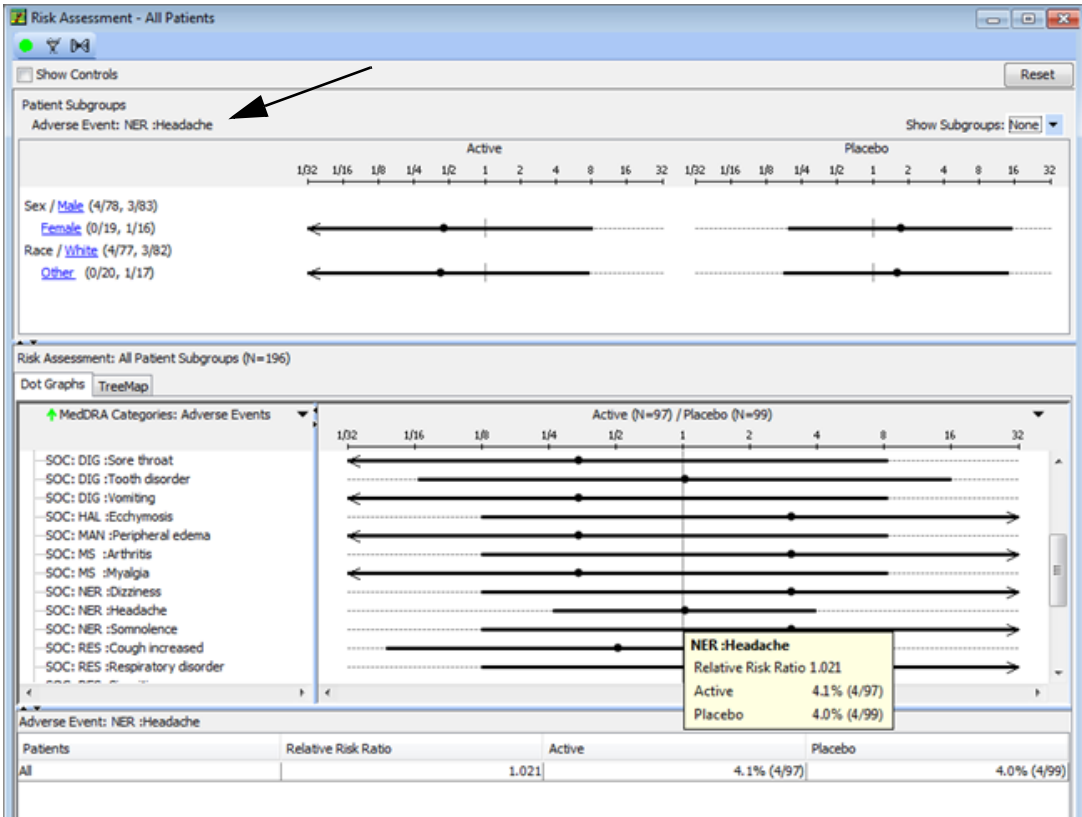 Risk Assessment - All Patients
Show Controls
Reset
Patient Subgroups
Adverse Event: NER :Headache
Show Subgroups: None
Active Placebo
1/32 1/16 1/8 1/4 1/2 1 2 4 8 16 32 1/32 1/16 1/8 1/4 1/2 1 2 4 8 16 32
Sex / Male (4/78, 3/83)
Female (0/19, 1/16)
Race / White (4/77, 3/82)
Other (0/20, 1/17)
Risk Assessment: All Patient Subgroups (N=196)
Dot Graphs TreeMap
MedDRA Categories: Adverse Events
Active (N=97) / Placebo (N=99)
1/32 1/16 1/8 1/4 1/2 1 2 4 8 16 32
SOC: DIG :Sore throat
SOC: DIG :Tooth disorder
SOC: DIG :Vomiting
SOC: HAL :Ecchymosis
SOC: MAN :Peripheral edema
SOC: MS :Arthritis
SOC: MS :Myalgia
SOC: NER :Dizziness
SOC: NER :Headache
SOC: NER :Somnolence
SOC: RES :Cough increased
SOC: RES :Respiratory disorder
NER :Headache
Relative Risk Ratio 1.021
Active 4.1% (4/97)
Placebo 4.0% (4/99)
Adverse Event: NER :Headache
Patients Relative Risk Ratio Active Placebo
All 1.021 4.1% (4/97) 4.0% (4/99)